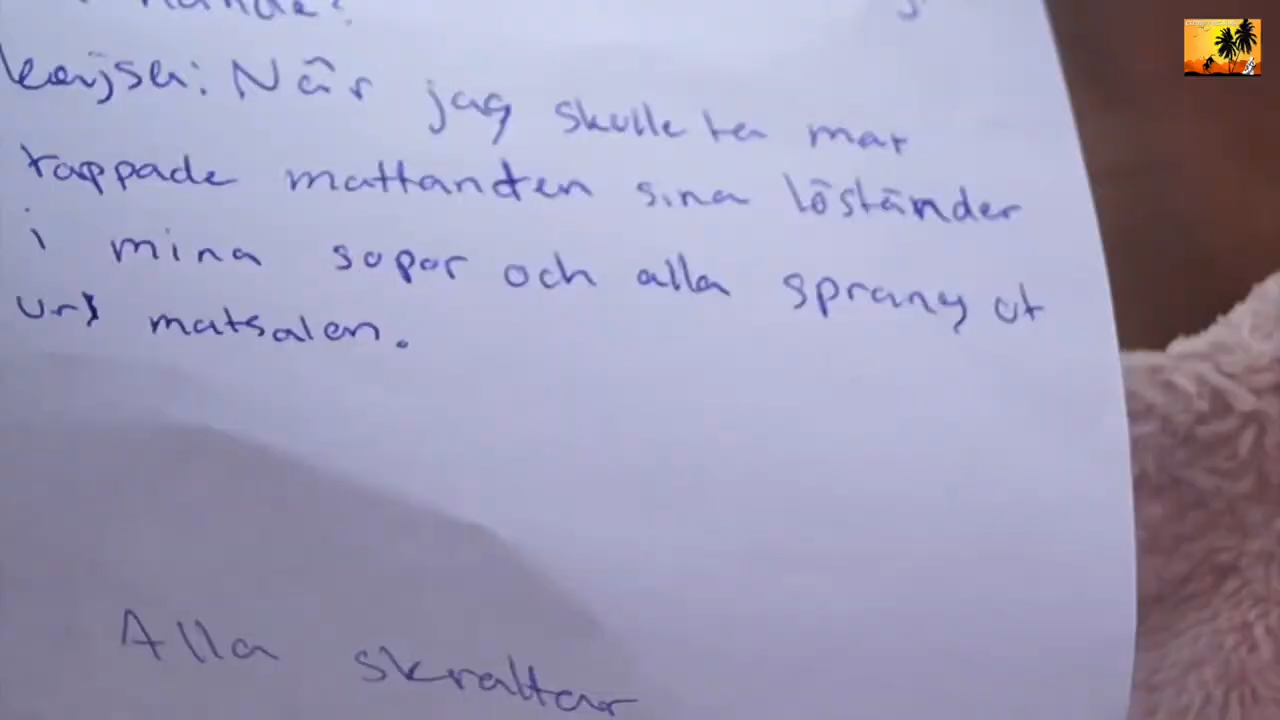 hände?
kajsa: När jag skulle ta mat
tappade mattanten sina löständer
i mina sopor och alla sprang ut
ur matsalen.
Alla skrattar